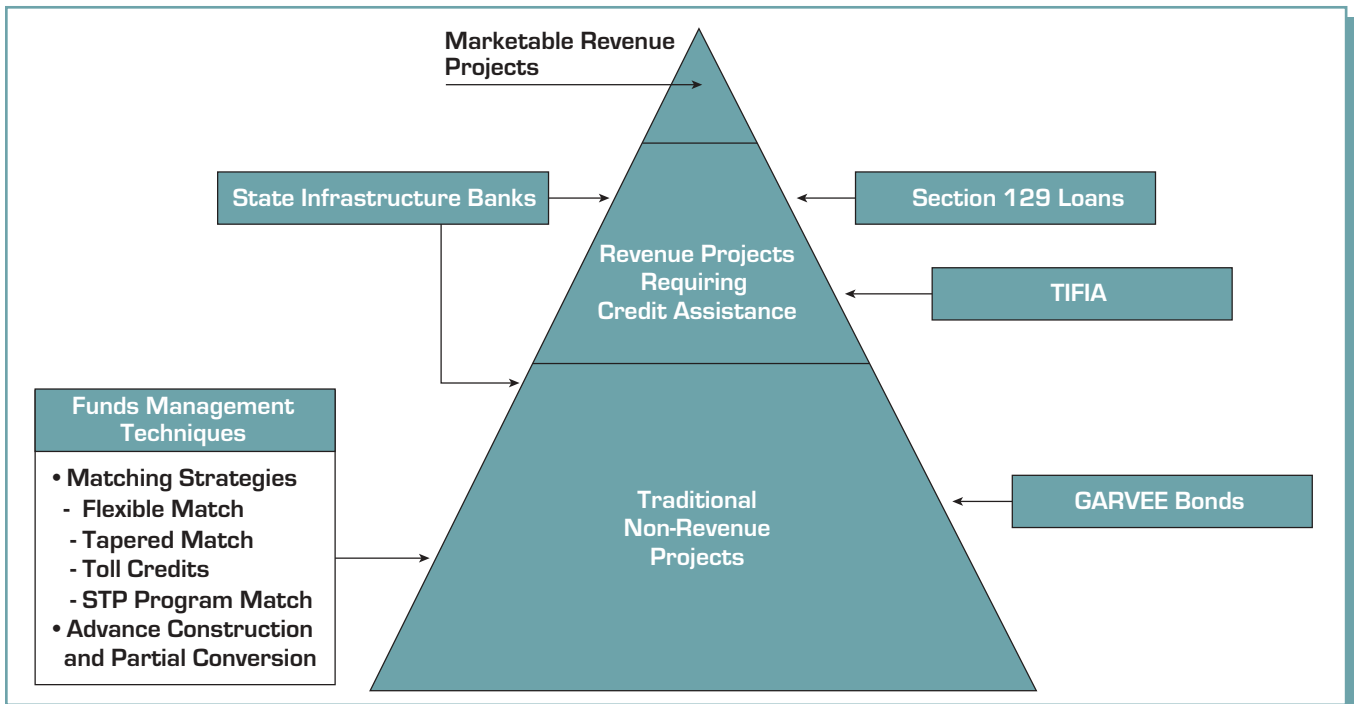 Marketable Revenue
Projects
State Infrastructure Banks
Section 129 Loans
Revenue Projects
Requiring
Credit Assistance
TIFIA
Funds Management
Techniques
• Matching Strategies
- Flexible Match
- Tapered Match
- Toll Credits
- STP Program Match
• Advance Construction
and Partial Conversion
Traditional
Non-Revenue
Projects
GARVEE Bonds